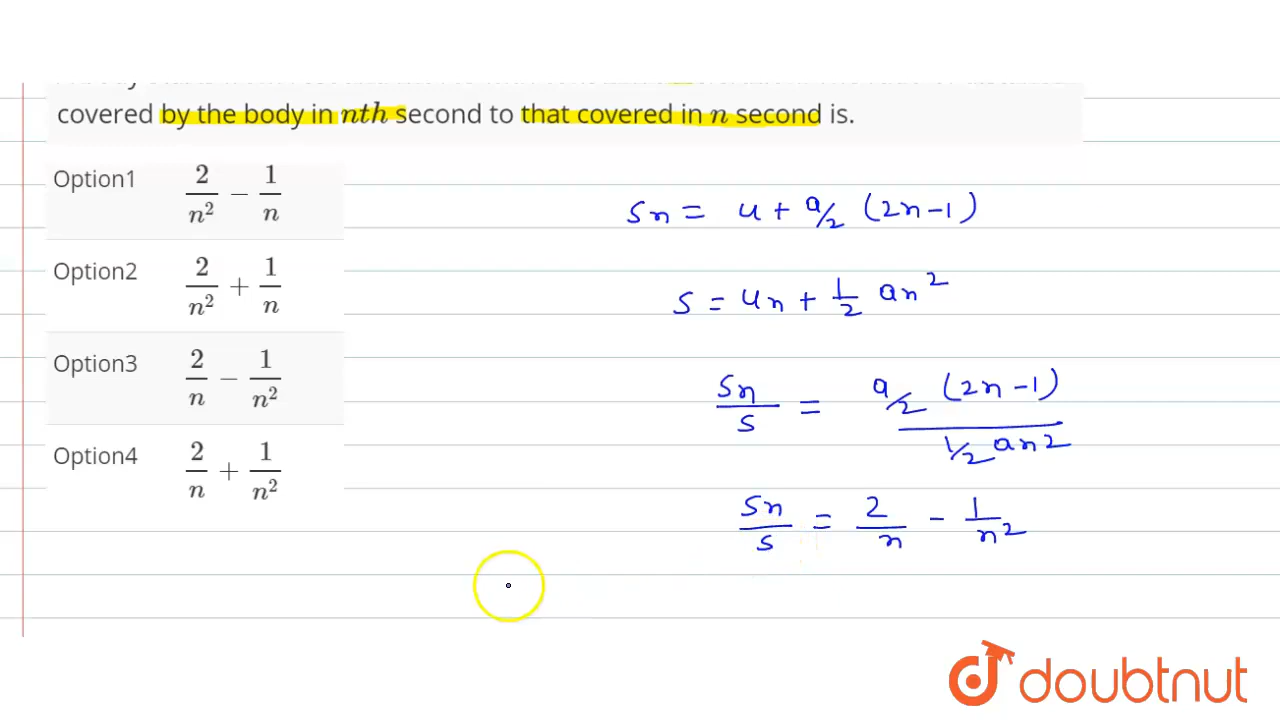 covered by the body in nth second to that covered in n second is.
Option1 2/n² − 1/n
Option2 2/n² + 1/n
Option3 2/n − 1/n²
Option4 2/n + 1/n²
Sn = u + a/2 (2n-1)
S = un + 1/2 an²
Sn/S = a/2 (2n-1) / 1/2 an2
Sn/S = 2/n - 1/n2
doubtnut